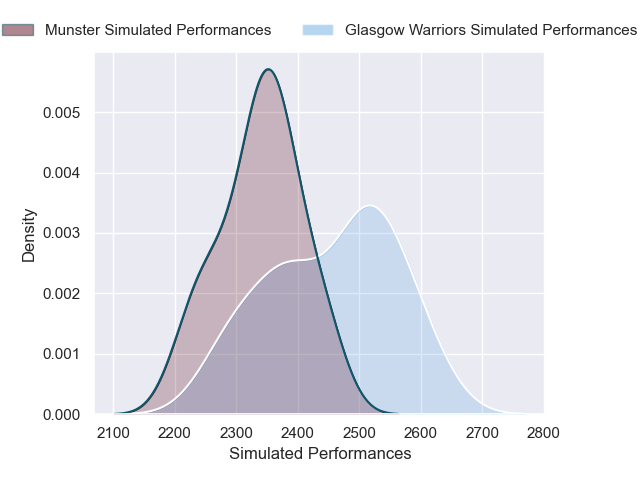 Munster Simulated Performances Glasgow Warriors Simulated Performances
0.005
0.004
0.003
0.002
0.001
0.000
Density
2100 2200 2300 2400 2500 2600 2700 2800
Simulated Performances